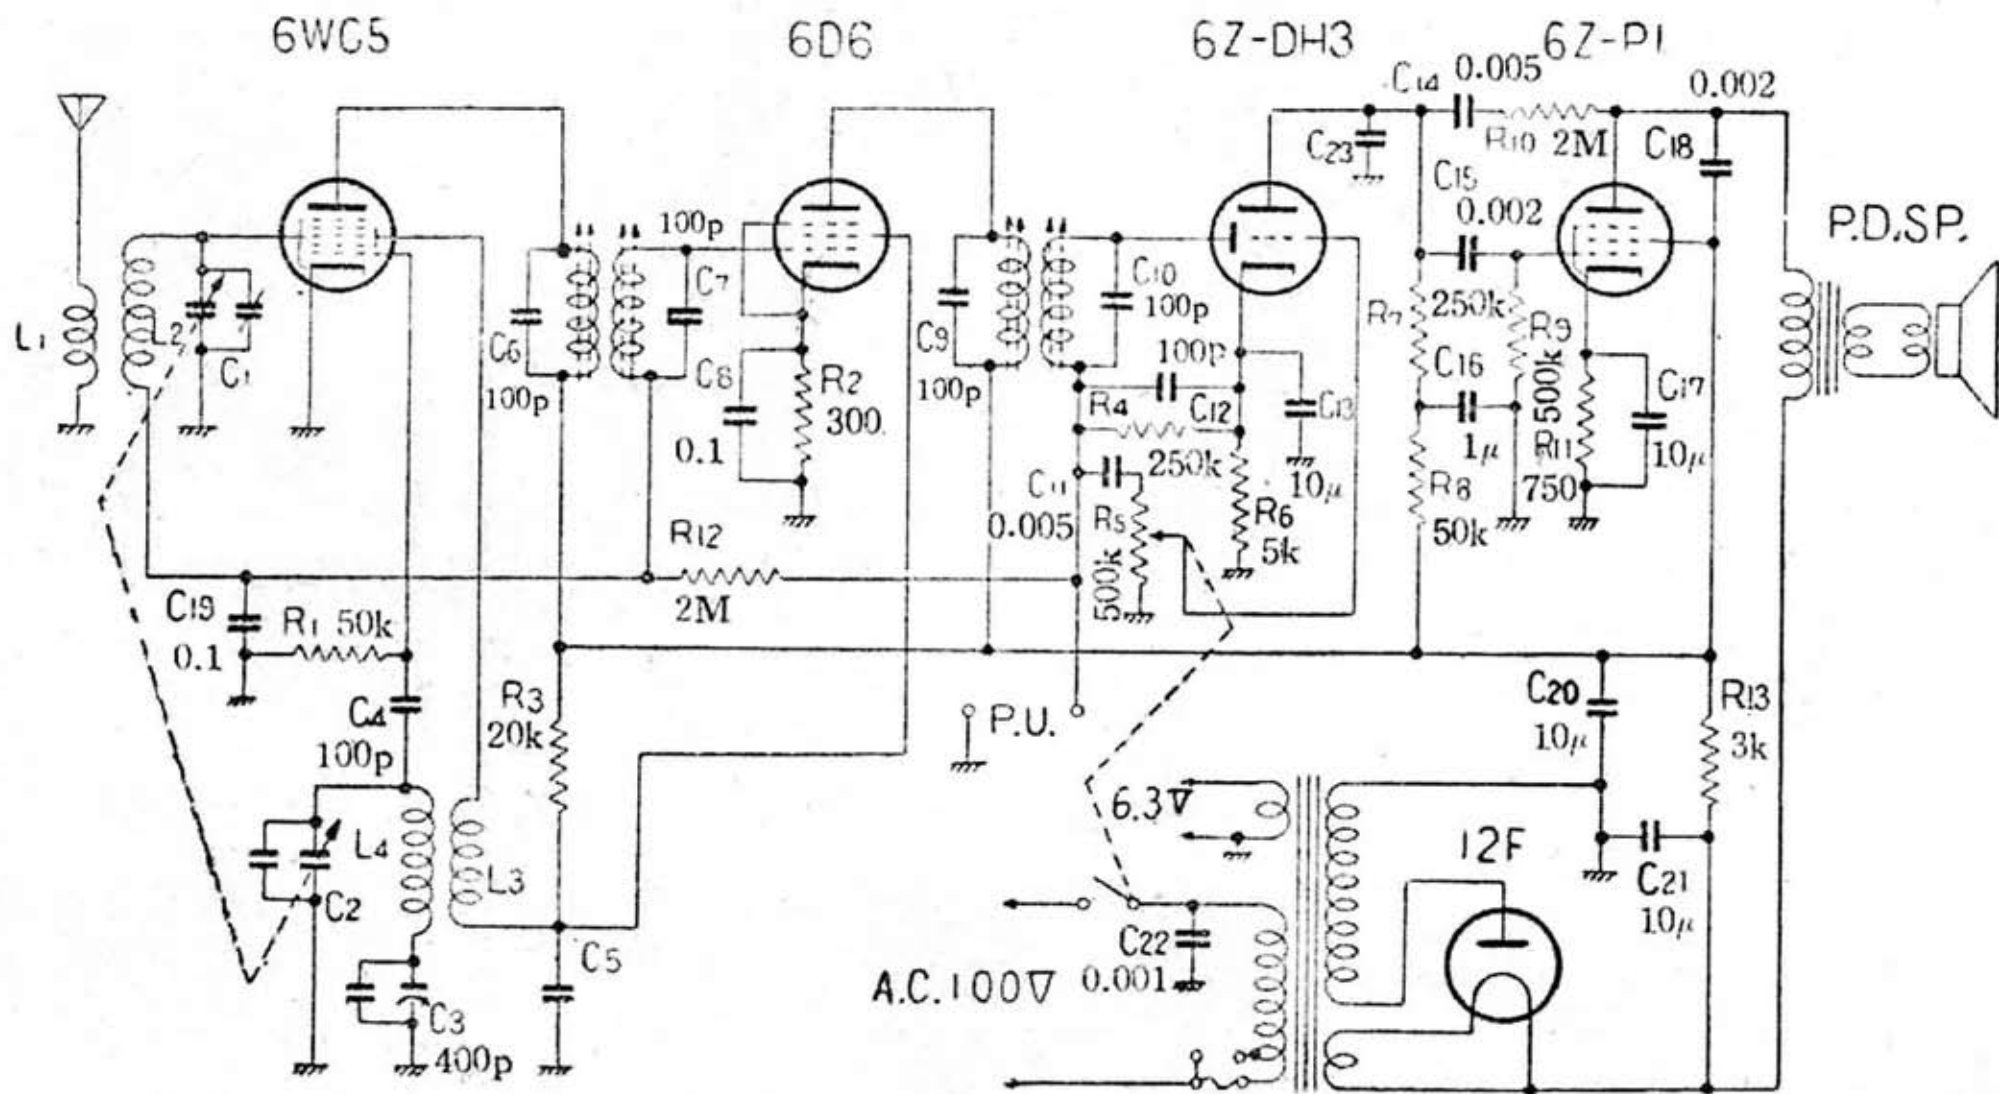 6WC5
6D6
6Z-DH3
6Z-P1
C14
0.005
0.002
R10
2M
C23
C18
C15
0.002
P.D.SP.
100p
C7
C10
100p
L1
L2
C1
C6
100p
C8
R2
300
0.1
C9
100p
100p
R4
C12
250k
C13
10μ
R7
250k
R9
500k
C16
1μ
R11
750
C17
10μ
C11
0.005
R5
500k
R6
5k
R8
50k
R12
2M
C19
0.1
R1 50k
C4
100p
R3
20k
P.U.
C20
10μ
R13
3k
6.3V
12F
C21
10μ
L4
L3
C2
C5
C3
400p
C22
0.001
A.C.100V